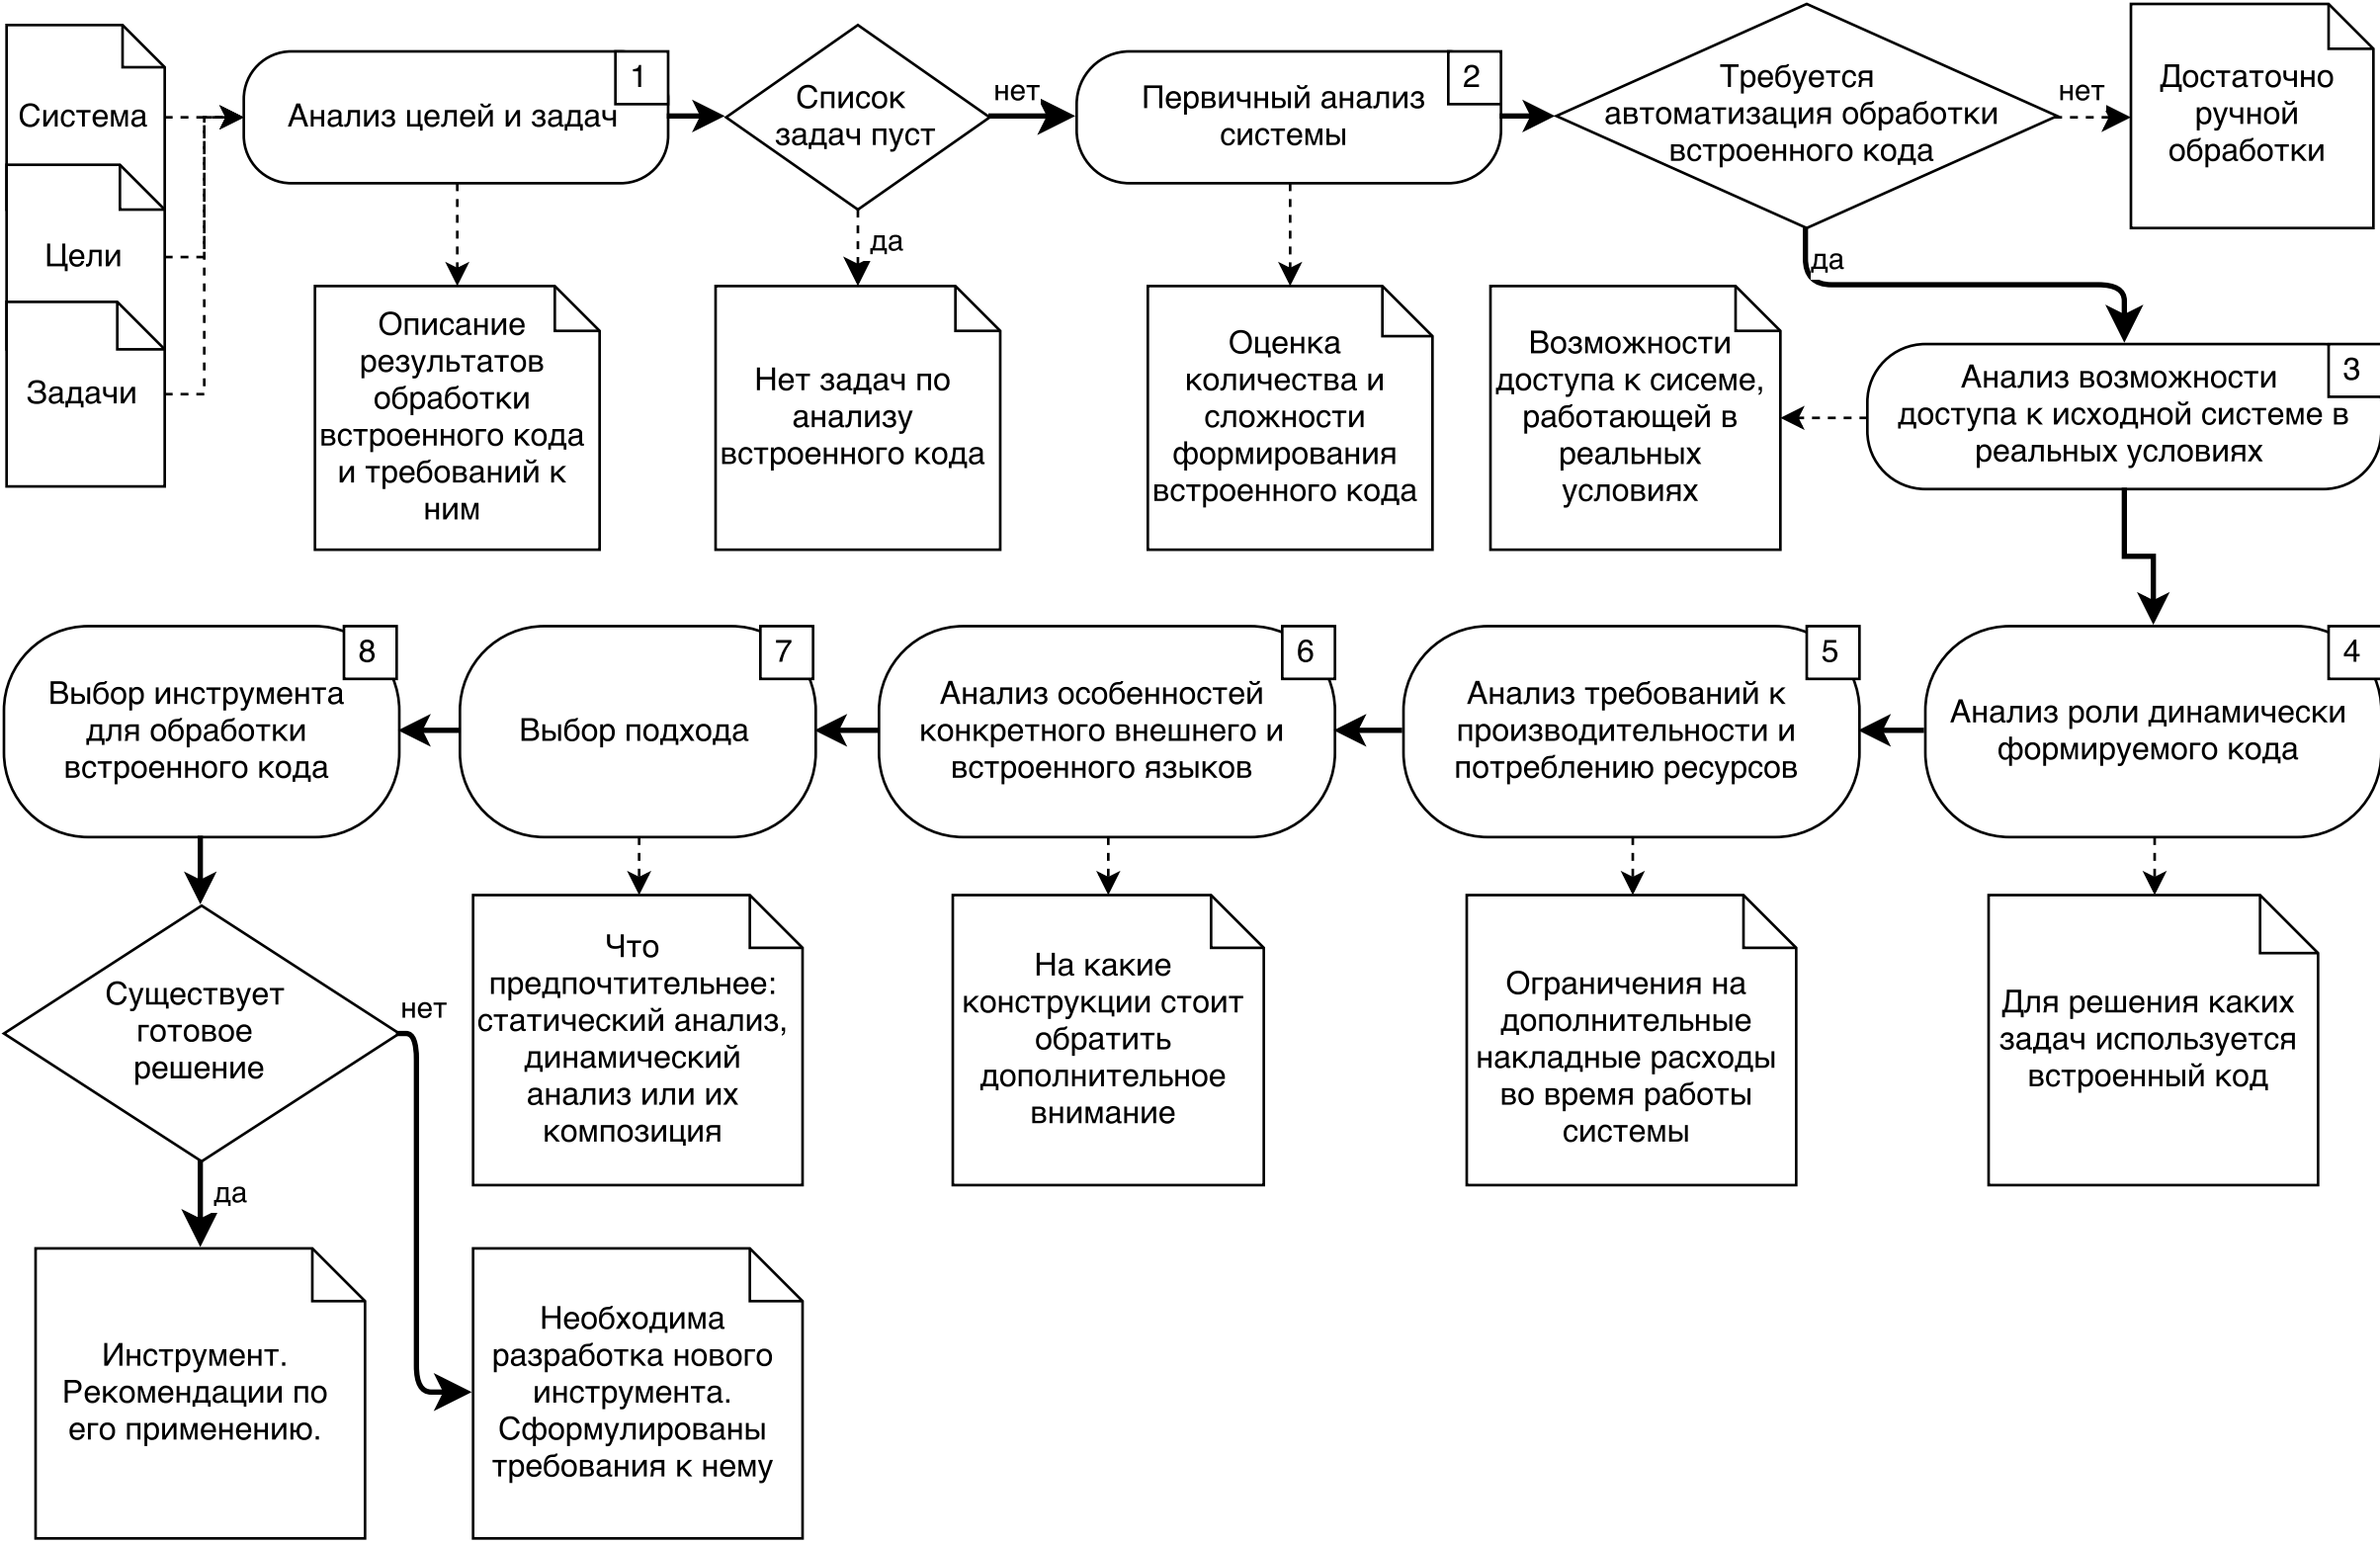 Система
Цели
Задачи
1
Анализ целей и задач
Описание
результатов
обработки
встроенного кода
и требований к
ним
Список
задач пуст
да
Нет задач по
анализу
встроенного кода
нет
2
Первичный анализ
системы
Оценка
количества и
сложности
формирования
встроенного кода
Требуется
автоматизация обработки
встроенного кода
нет
Достаточно
ручной
обработки
да
3
Анализ возможности
доступа к исходной системе в
реальных условиях
Возможности
доступа к сисеме,
работающей в
реальных
условиях
4
Анализ роли динамически
формируемого кода
Для решения каких
задач используется
встроенный код
5
Анализ требований к
производительности и
потреблению ресурсов
Ограничения на
дополнительные
накладные расходы
во время работы
системы
6
Анализ особенностей
конкретного внешнего и
встроенного языков
На какие
конструкции стоит
обратить
дополнительное
внимание
7
Выбор подхода
Что
предпочтительнее:
статический анализ,
динамический
анализ или их
композиция
8
Выбор инструмента
для обработки
встроенного кода
Существует
готовое
решение
да
Инструмент.
Рекомендации по
его применению.
нет
Необходима
разработка нового
инструмента.
Сформулированы
требования к нему